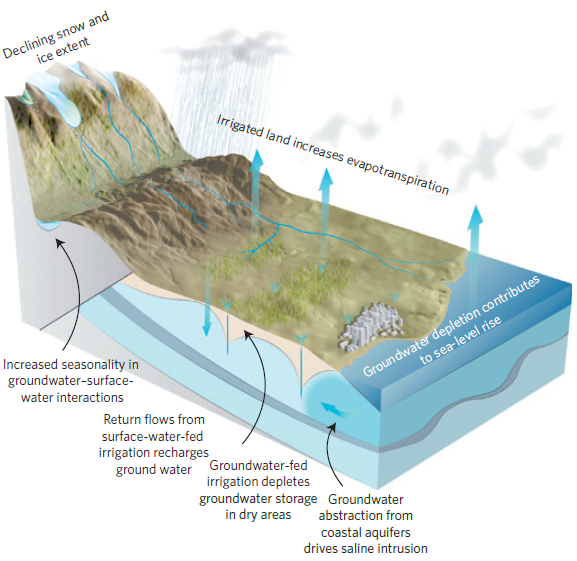 Declining snow and
ice extent
Irrigated land increases evapotranspiration
Groundwater depletion contributes
to sea-level rise
Increased seasonality in
groundwater–surface-
water interactions
Return flows from
surface-water-fed
irrigation recharges
ground water
Groundwater-fed
irrigation depletes
groundwater storage
in dry areas
Groundwater
abstraction from
coastal aquifers
drives saline intrusion